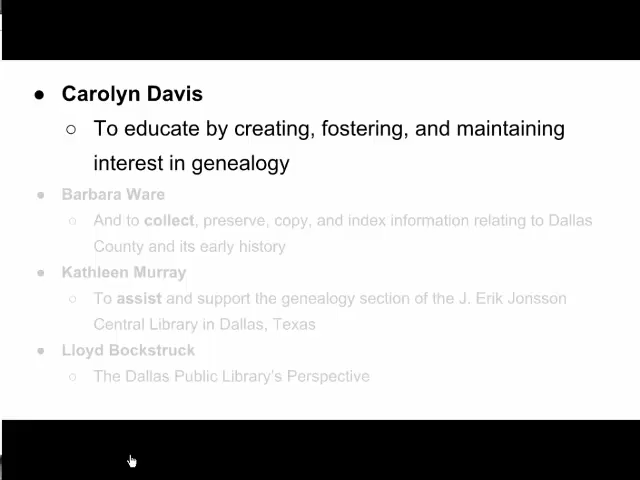 ● Carolyn Davis
○ To educate by creating, fostering, and maintaining
interest in genealogy
● Barbara Ware
○ And to collect, preserve, copy, and index information relating to Dallas
County and its early history
● Kathleen Murray
○ To assist and support the genealogy section of the J. Erik Jonsson
Central Library in Dallas, Texas
● Lloyd Bockstruck
○ The Dallas Public Library's Perspective